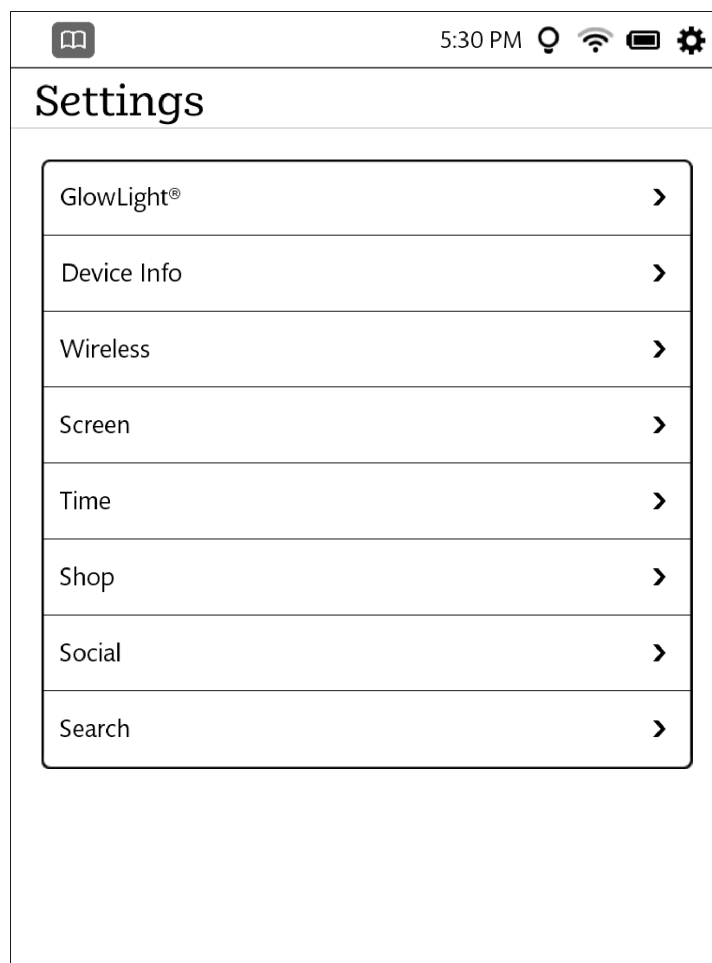 5:30 PM
Settings
GlowLight®
Device Info
Wireless
Screen
Time
Shop
Social
Search